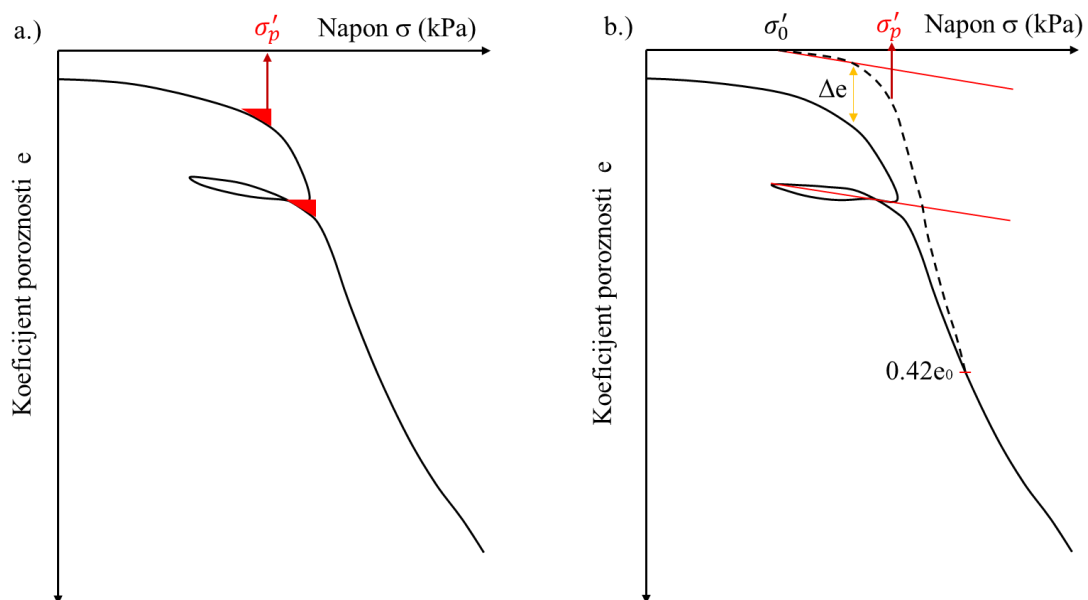 a.)
σ′p
Napon σ (kPa)
Koeficijent poroznosti e
b.)
σ′0
σ′p
Napon σ (kPa)
Δe
Koeficijent poroznosti e
0.42e₀